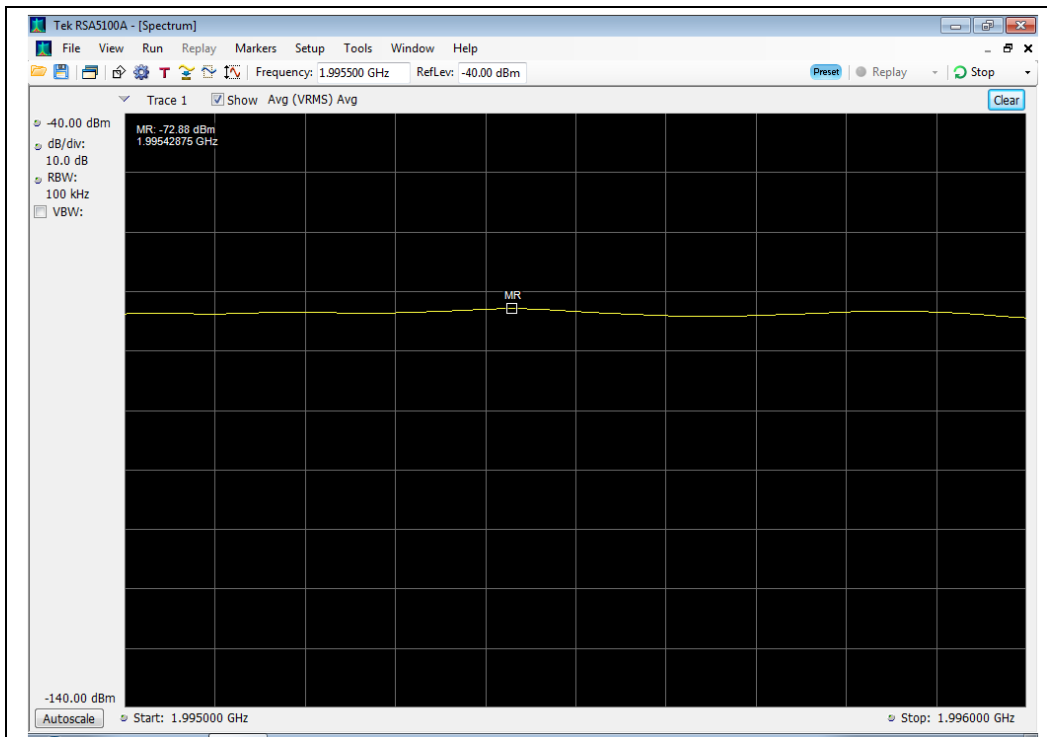 Tek RSA5100A - [Spectrum]
File View Run Replay Markers Setup Tools Window Help
Frequency: 1.995500 GHz RefLev: -40.00 dBm Preset Replay Stop
Trace 1 Show Avg (VRMS) Avg Clear
-40.00 dBm
dB/div:
10.0 dB
RBW:
100 kHz
VBW:
MR: -72.88 dBm
1.99542875 GHz
MR
-140.00 dBm
Autoscale Start: 1.995000 GHz Stop: 1.996000 GHz